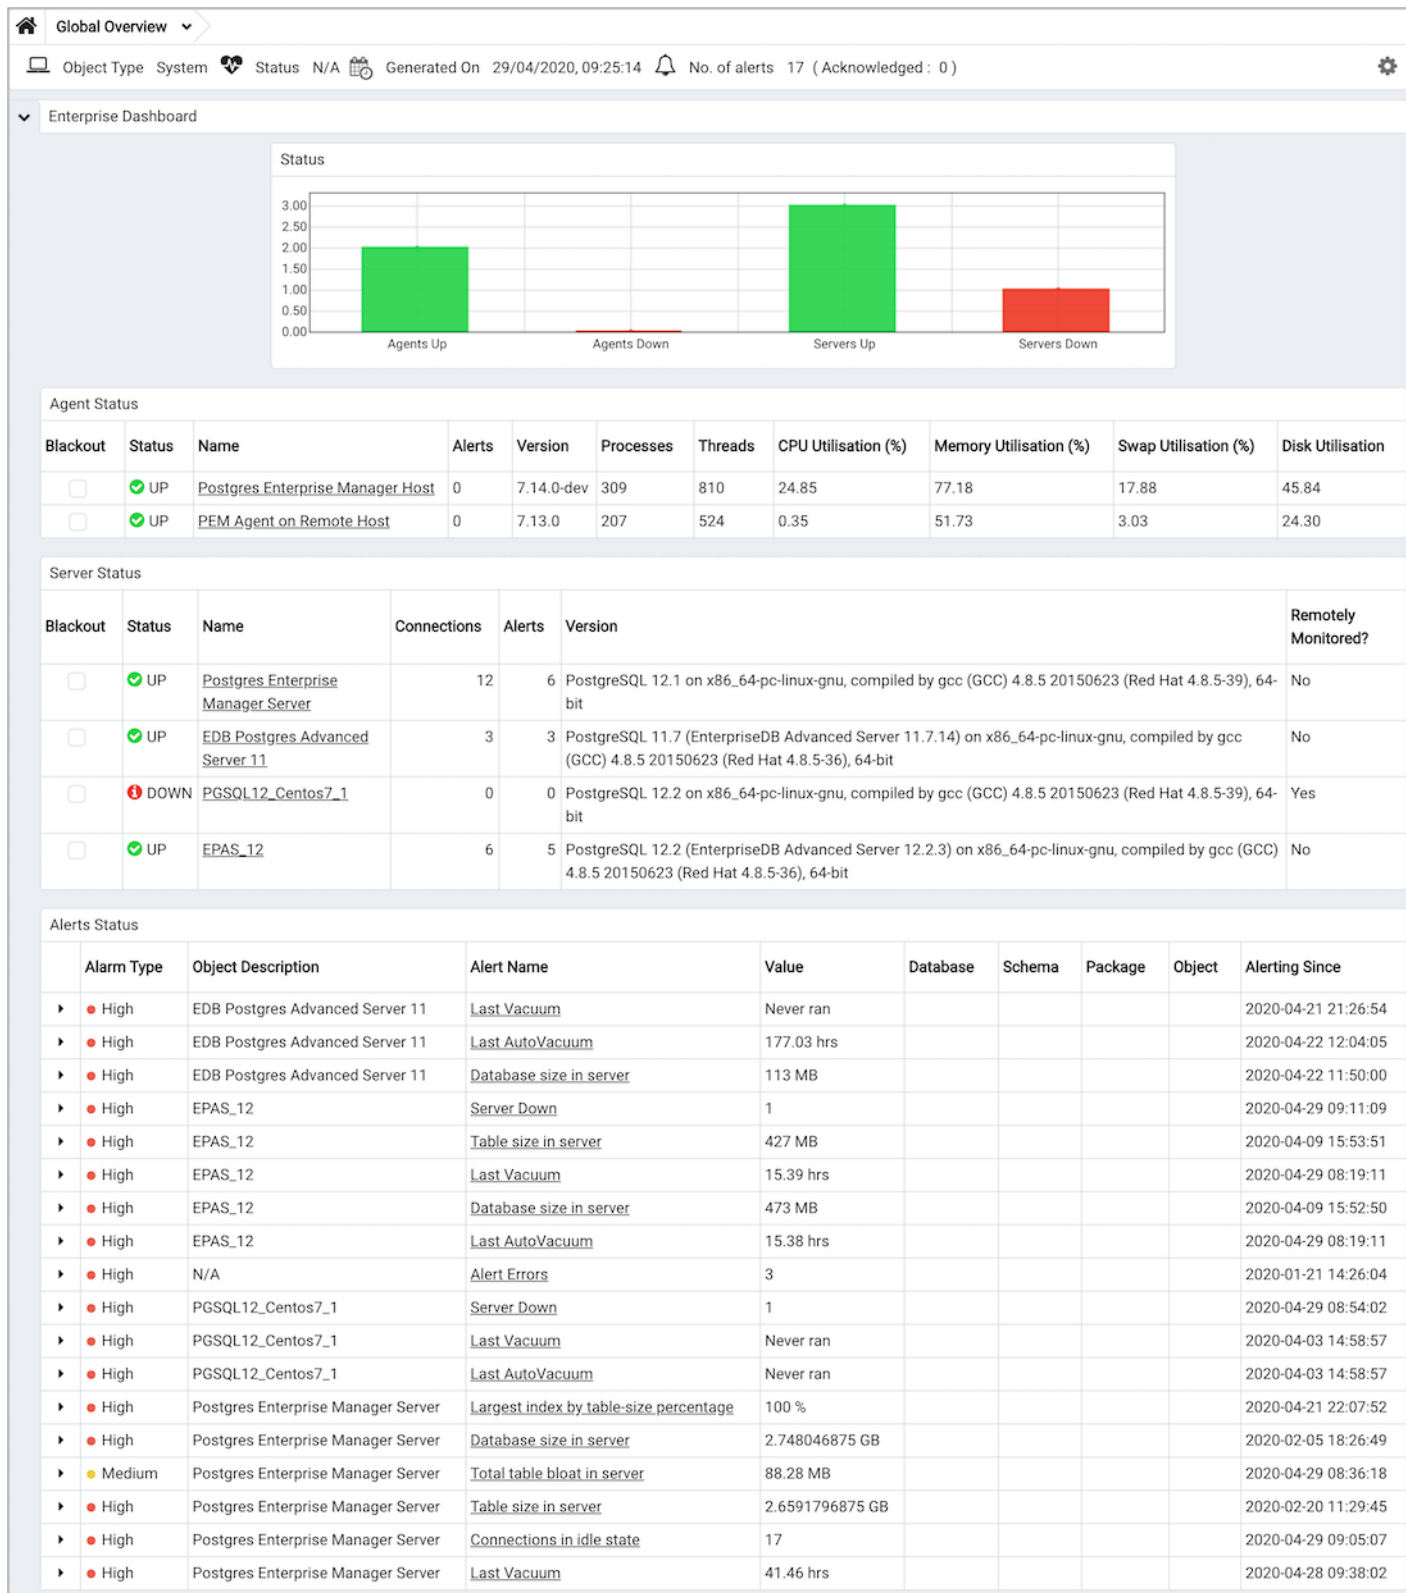 Global Overview
Object Type System Status N/A Generated On 29/04/2020, 09:25:14 No. of alerts 17 ( Acknowledged : 0 )
Enterprise Dashboard
Status
3.00
2.50
2.00
1.50
1.00
0.50
0.00
Agents Up Agents Down Servers Up Servers Down
Agent Status
Blackout Status Name Alerts Version Processes Threads CPU Utilisation (%) Memory Utilisation (%) Swap Utilisation (%) Disk Utilisation
UP Postgres Enterprise Manager Host 0 7.14.0-dev 309 810 24.85 77.18 17.88 45.84
UP PEM Agent on Remote Host 0 7.13.0 207 524 0.35 51.73 3.03 24.30
Server Status
Blackout Status Name Connections Alerts Version Remotely
Monitored?
UP Postgres Enterprise 12 6 PostgreSQL 12.1 on x86_64-pc-linux-gnu, compiled by gcc (GCC) 4.8.5 20150623 (Red Hat 4.8.5-39), 64- No
Manager Server bit
UP EDB Postgres Advanced 3 3 PostgreSQL 11.7 (EnterpriseDB Advanced Server 11.7.14) on x86_64-pc-linux-gnu, compiled by gcc No
Server 11 (GCC) 4.8.5 20150623 (Red Hat 4.8.5-36), 64-bit
DOWN PGSQL12_Centos7_1 0 0 PostgreSQL 12.2 on x86_64-pc-linux-gnu, compiled by gcc (GCC) 4.8.5 20150623 (Red Hat 4.8.5-39), 64- Yes
bit
UP EPAS_12 6 5 PostgreSQL 12.2 (EnterpriseDB Advanced Server 12.2.3) on x86_64-pc-linux-gnu, compiled by gcc (GCC) No
4.8.5 20150623 (Red Hat 4.8.5-36), 64-bit
Alerts Status
Alarm Type Object Description Alert Name Value Database Schema Package Object Alerting Since
High EDB Postgres Advanced Server 11 Last Vacuum Never ran 2020-04-21 21:26:54
High EDB Postgres Advanced Server 11 Last AutoVacuum 177.03 hrs 2020-04-22 12:04:05
High EDB Postgres Advanced Server 11 Database size in server 113 MB 2020-04-22 11:50:00
High EPAS_12 Server Down 1 2020-04-29 09:11:09
High EPAS_12 Table size in server 427 MB 2020-04-09 15:53:51
High EPAS_12 Last Vacuum 15.39 hrs 2020-04-29 08:19:11
High EPAS_12 Database size in server 473 MB 2020-04-09 15:52:50
High EPAS_12 Last AutoVacuum 15.38 hrs 2020-04-29 08:19:11
High N/A Alert Errors 3 2020-01-21 14:26:04
High PGSQL12_Centos7_1 Server Down 1 2020-04-29 08:54:02
High PGSQL12_Centos7_1 Last Vacuum Never ran 2020-04-03 14:58:57
High PGSQL12_Centos7_1 Last AutoVacuum Never ran 2020-04-03 14:58:57
High Postgres Enterprise Manager Server Largest index by table-size percentage 100 % 2020-04-21 22:07:52
High Postgres Enterprise Manager Server Database size in server 2.748046875 GB 2020-02-05 18:26:49
Medium Postgres Enterprise Manager Server Total table bloat in server 88.28 MB 2020-04-29 08:36:18
High Postgres Enterprise Manager Server Table size in server 2.6591796875 GB 2020-02-20 11:29:45
High Postgres Enterprise Manager Server Connections in idle state 17 2020-04-29 09:05:07
High Postgres Enterprise Manager Server Last Vacuum 41.46 hrs 2020-04-28 09:38:02